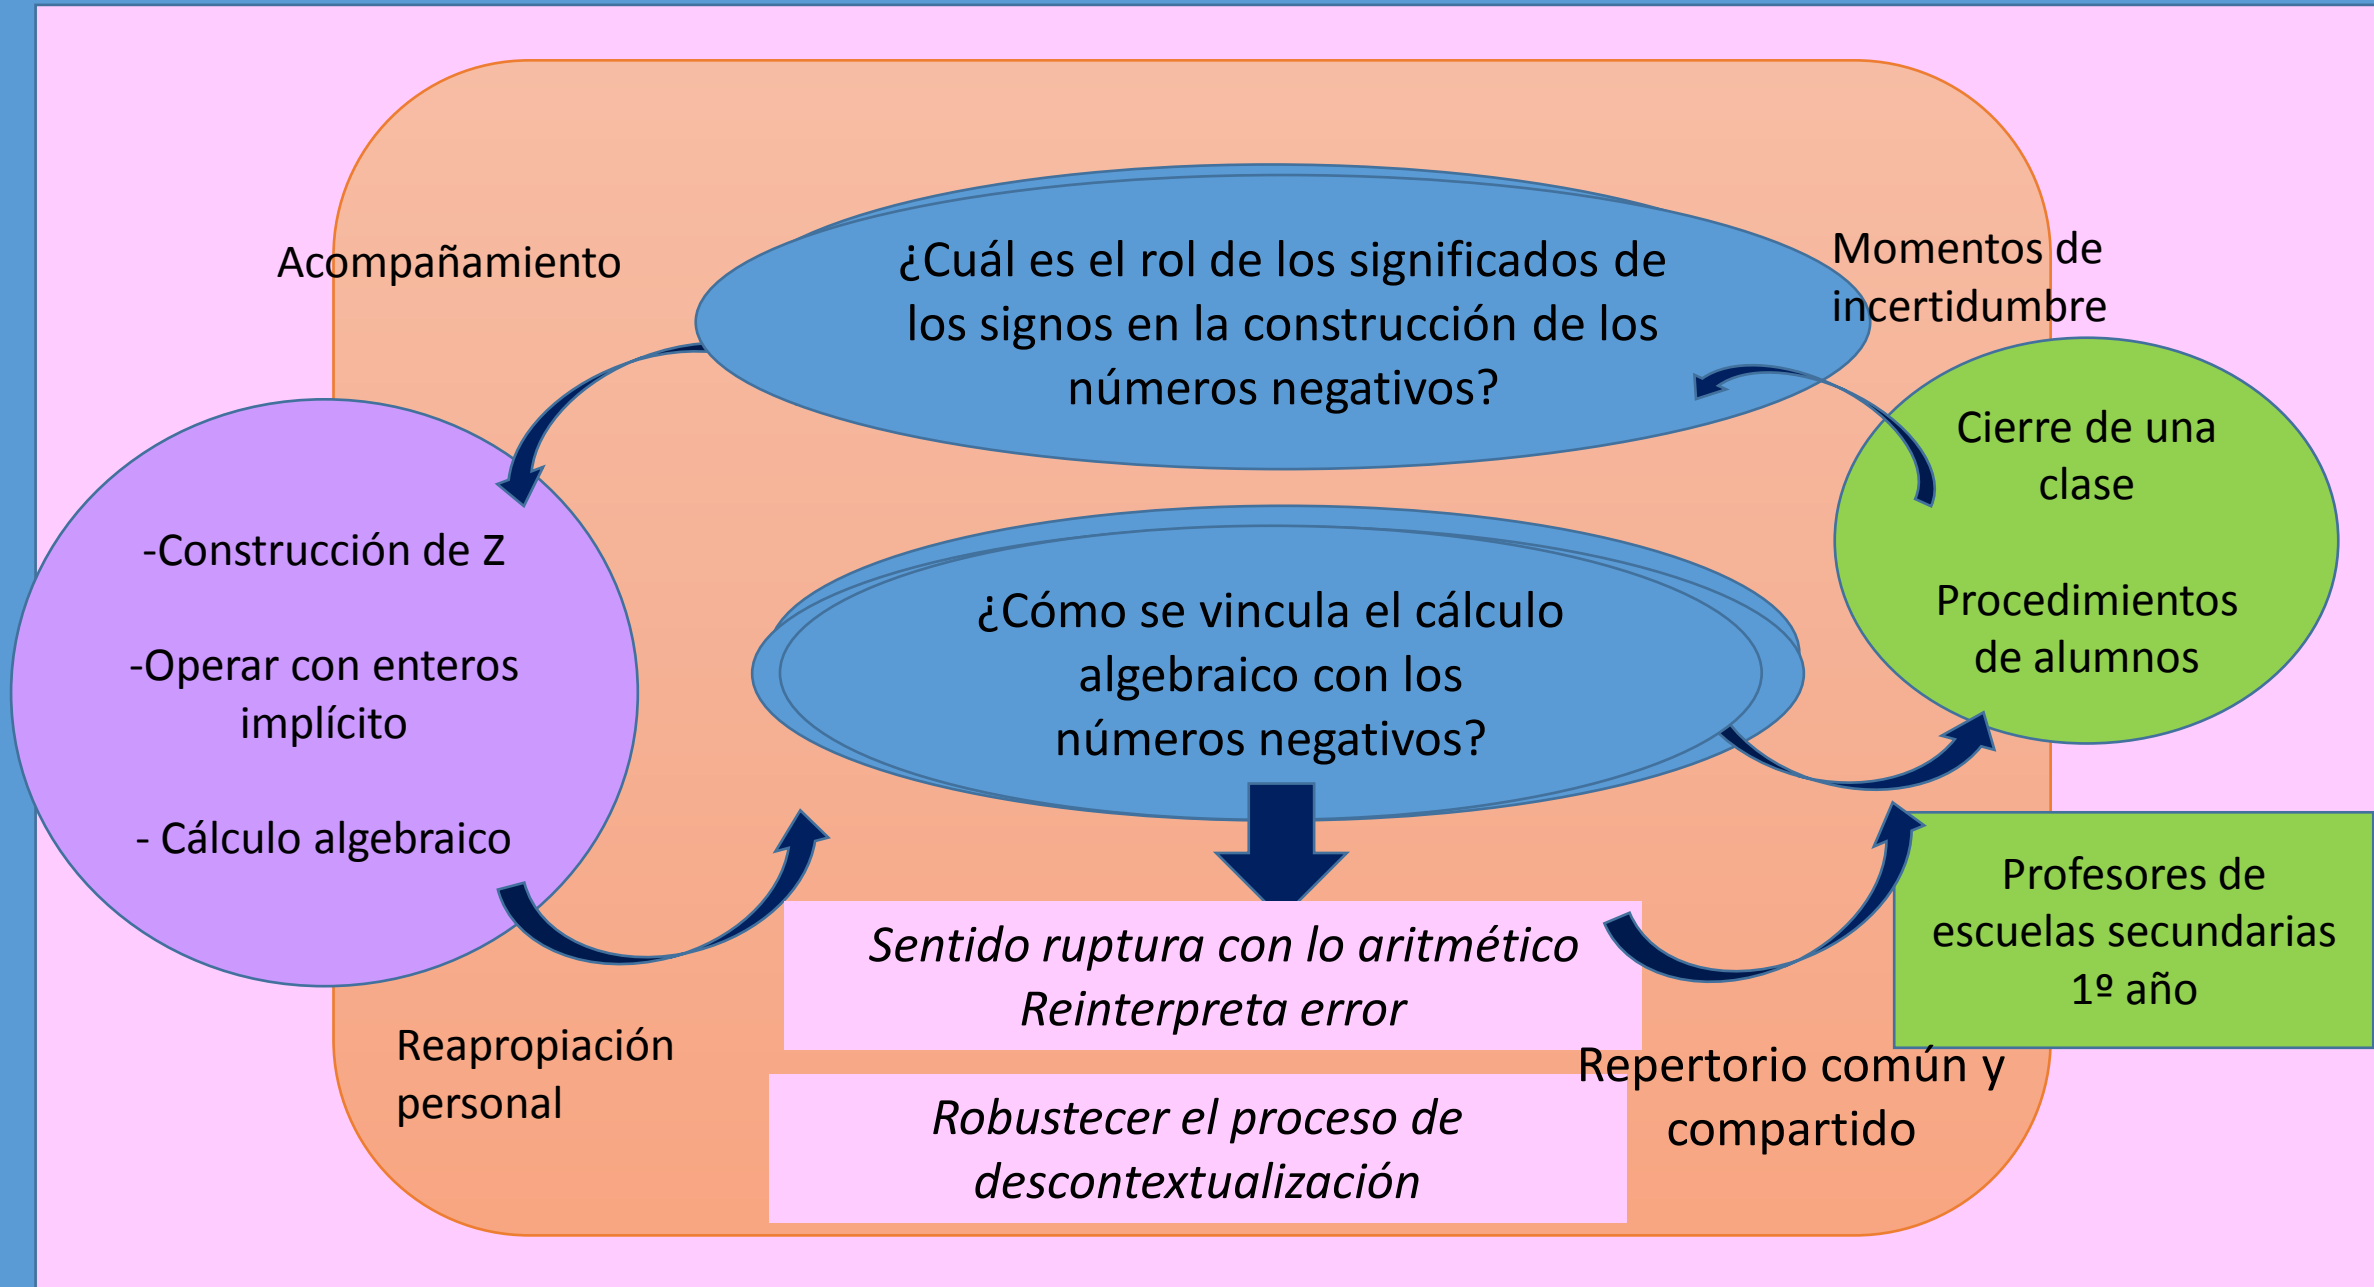 Acompañamiento
¿Cuál es el rol de los significados de
los signos en la construcción de los
números negativos?
Momentos de
incertidumbre
Cierre de una
clase
Procedimientos
de alumnos
-Construcción de Z
-Operar con enteros
implícito
- Cálculo algebraico
¿Cómo se vincula el cálculo
algebraico con los
números negativos?
Profesores de
escuelas secundarias
1º año
Sentido ruptura con lo aritmético
Reinterpreta error
Reapropiación
personal
Repertorio común y
compartido
Robustecer el proceso de
descontextualización